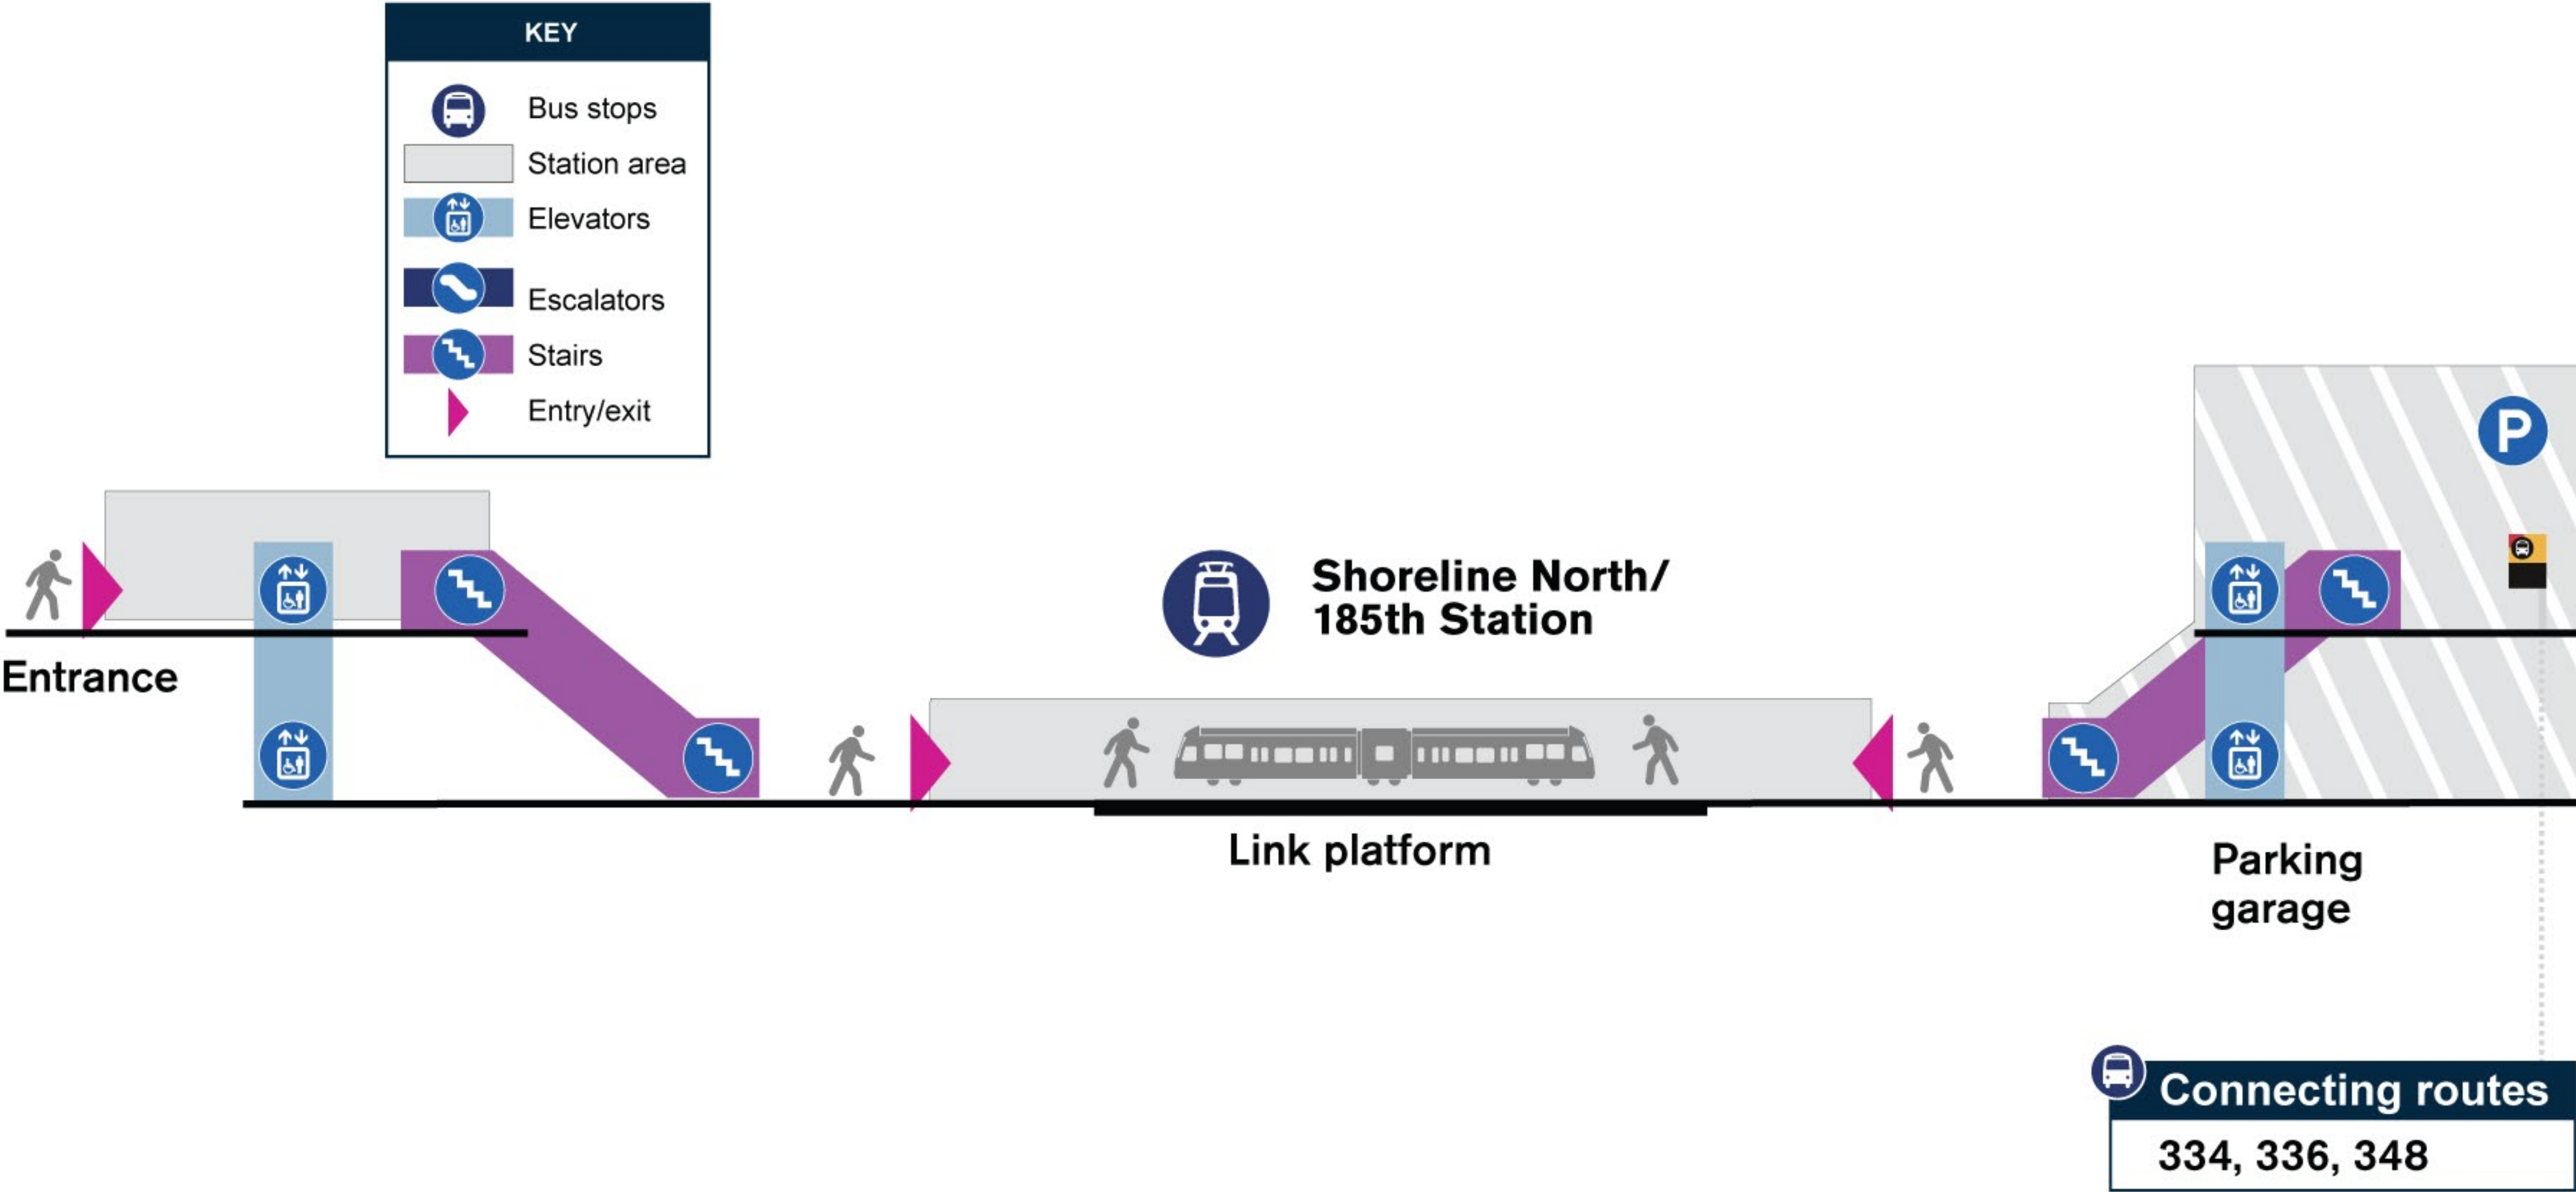 KEY
Bus stops
Station area
Elevators
Escalators
Stairs
Entry/exit
P
Shoreline North/
185th Station
Entrance
Link platform
Parking
garage
Connecting routes
334, 336, 348